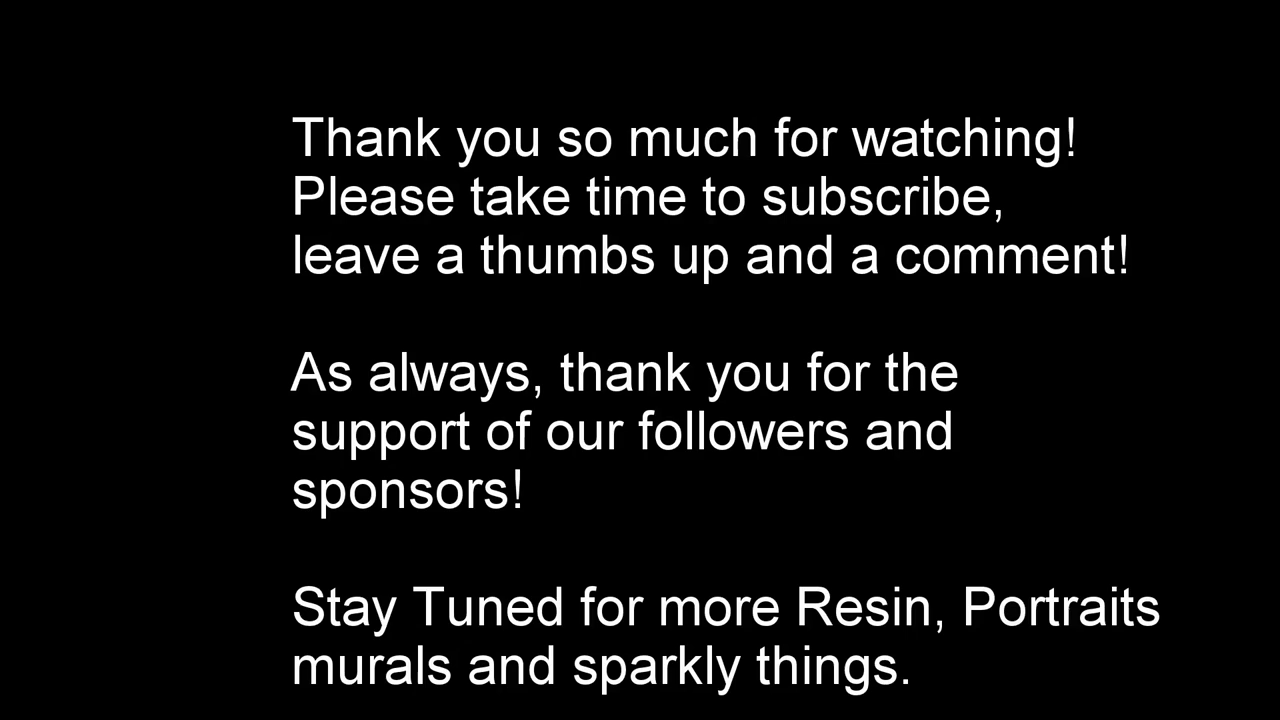 Thank you so much for watching!
Please take time to subscribe,
leave a thumbs up and a comment!
As always, thank you for the
support of our followers and
sponsors!
Stay Tuned for more Resin, Portraits
murals and sparkly things.